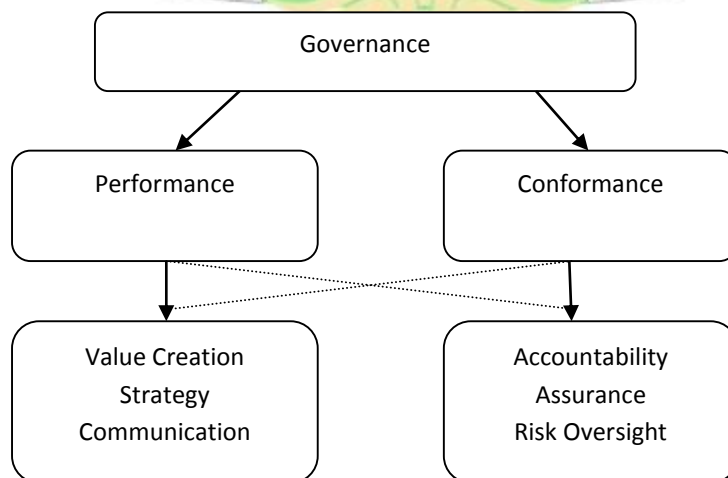 Governance
Performance
Conformance
Value Creation
Strategy
Communication
Accountability
Assurance
Risk Oversight